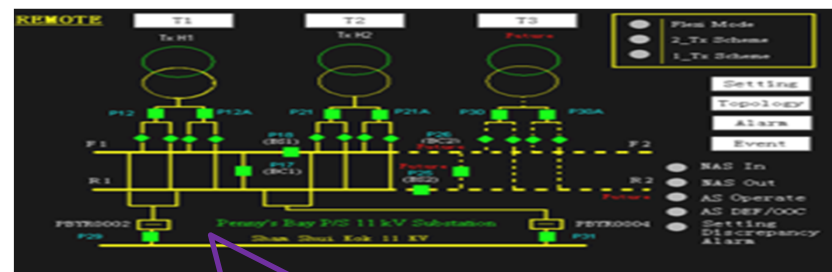 REMOTE
T1
T2
T3
Tx H1
Tx H2
Future
Flexi Mode
2_Tx Scheme
1_Tx Scheme
Setting
Topology
Alarm
Event
P12
P12A
P21
P21A
P30
P30A
P18
(BS1)
P26
(BC2)
Future
F1
F2
P17
(BC1)
Future
P25
(BS2)
R1
R2
Future
NAS In
NAS Out
AS Operate
AS DEF/OOC
Setting
Discrepancy
Alarm
PBYR0002
Penny's Bay P/S 11 kV Substation
PBYR0004
P29
Sham Shui Kok 11 KV
P31